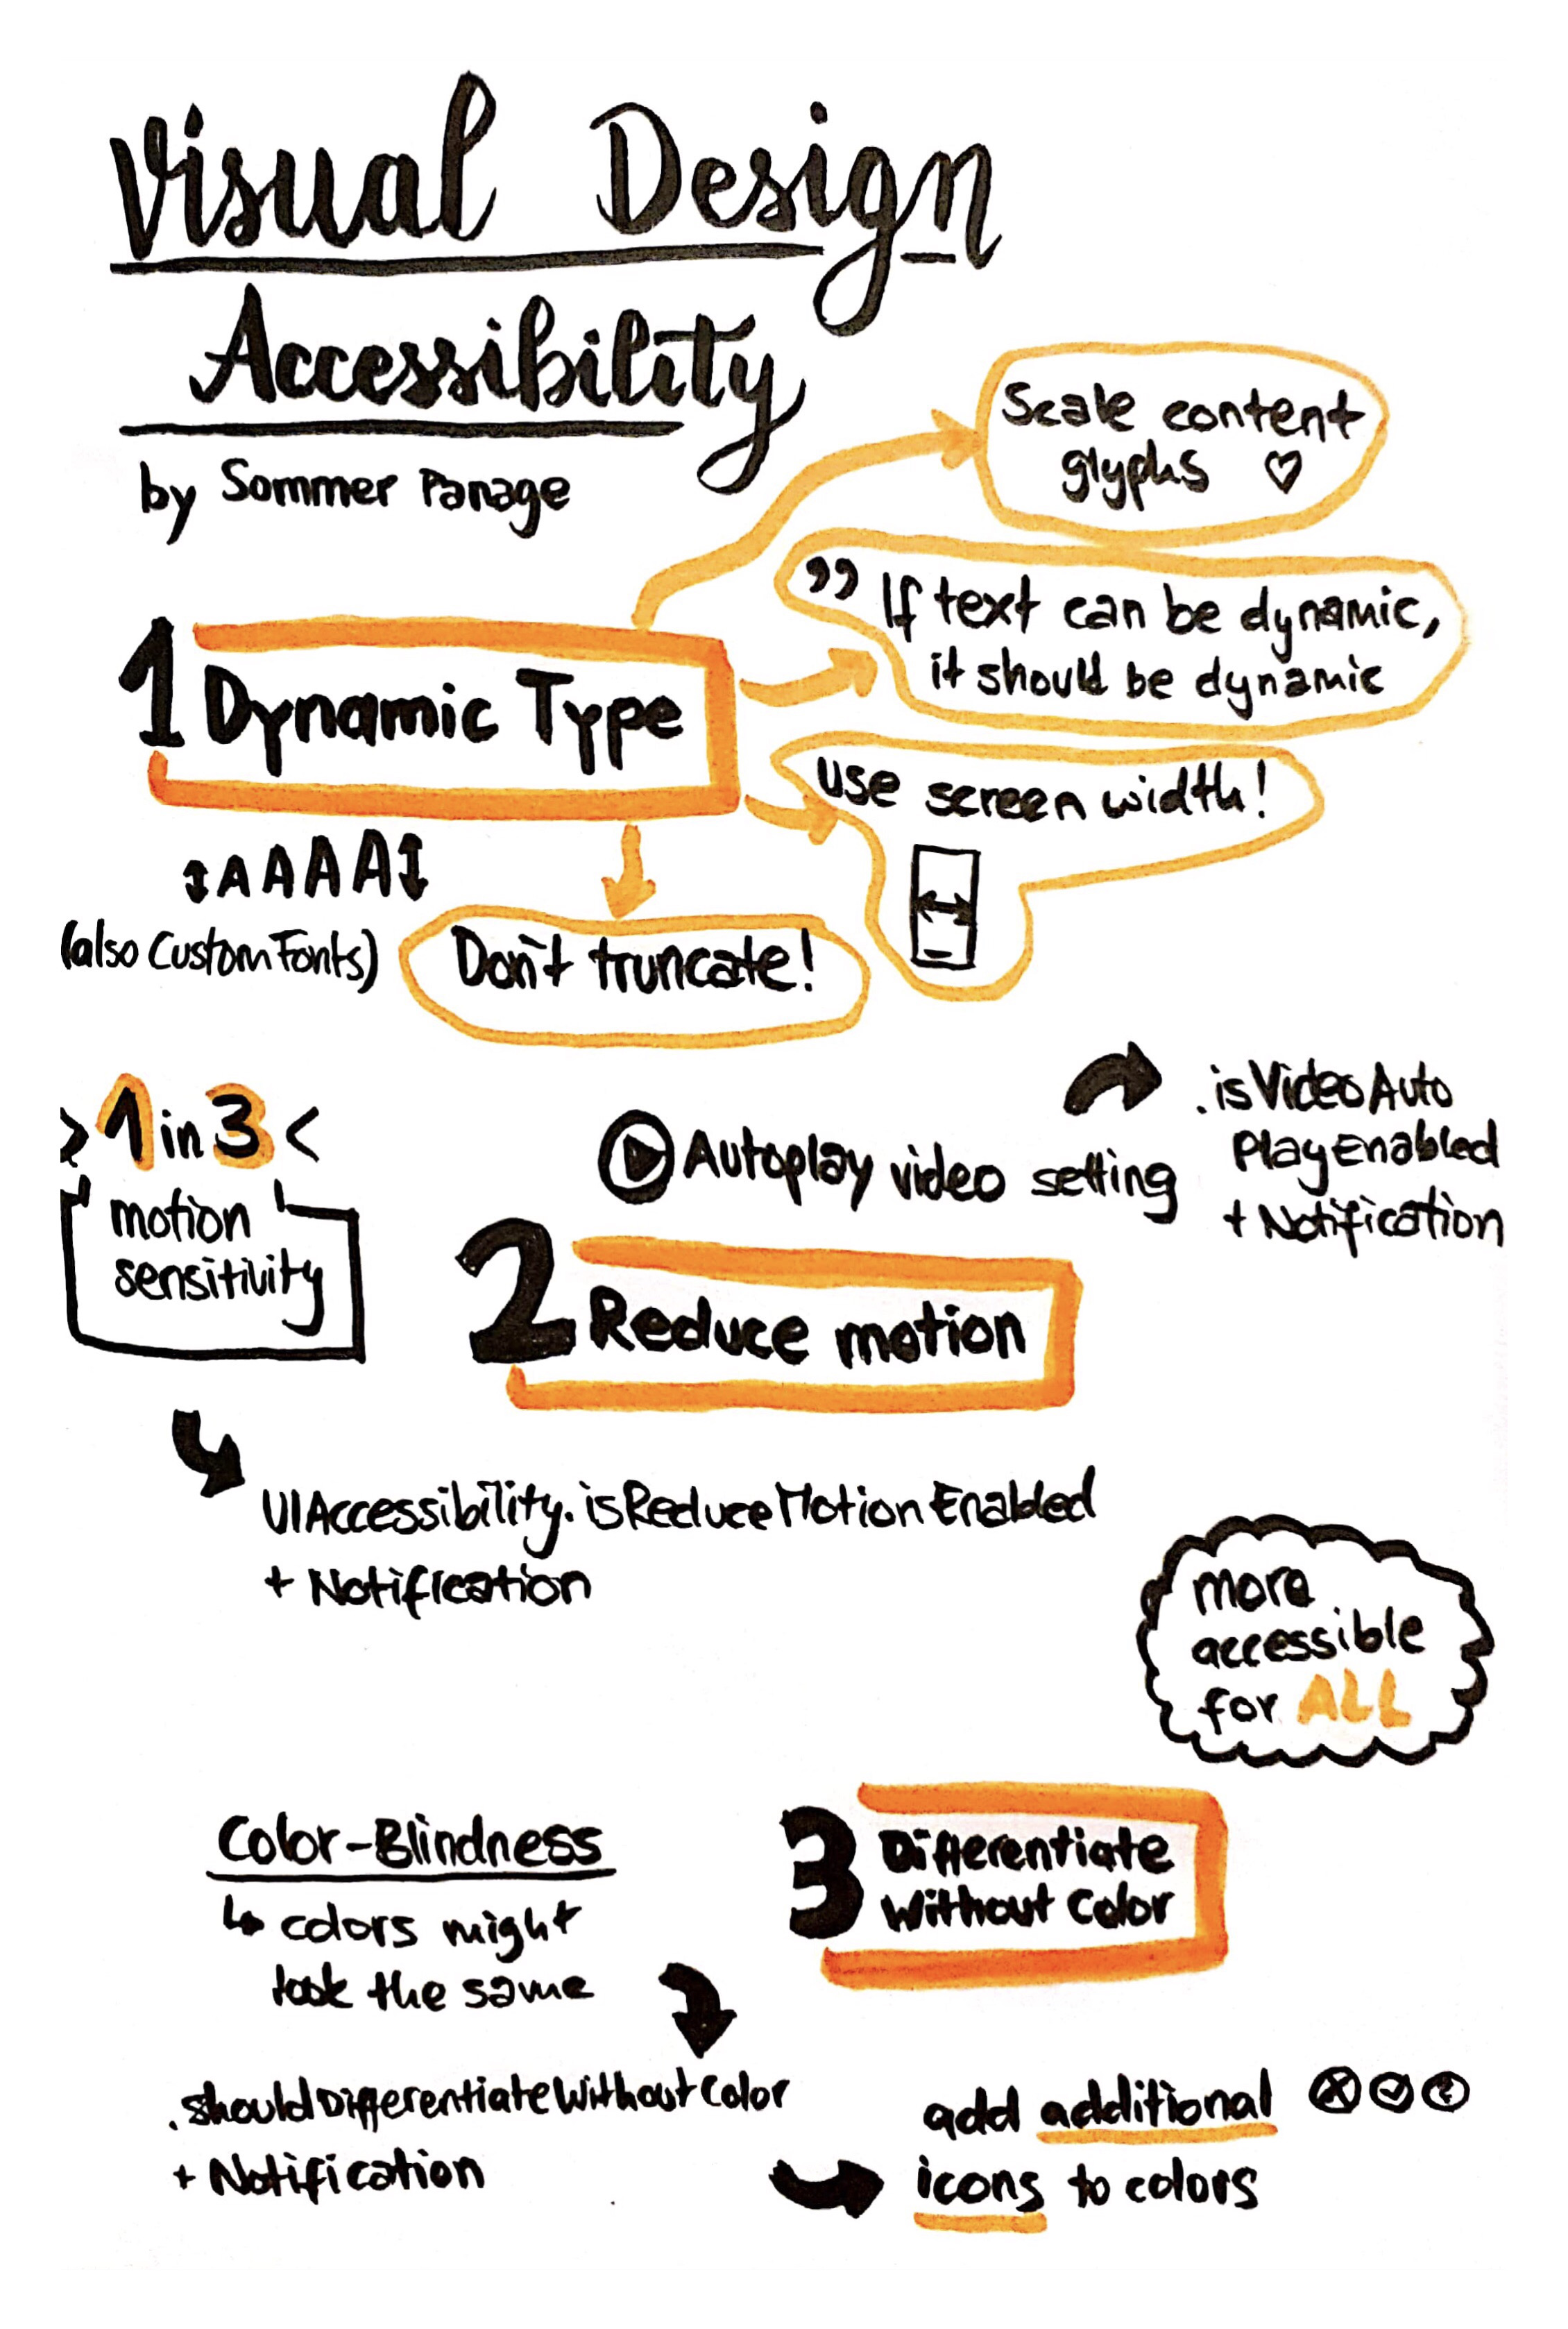 Visual Design
Accessibility
by Sommer Panage
Scale content
glyphs
” If text can be dynamic,
it should be dynamic
1 Dynamic Type
use screen width!
A A A A
(also Custom Fonts)
Don't truncate!
> 1 in 3 <
motion
sensitivity
Autoplay video setting
.isVideoAuto
PlayEnabled
+ Notification
2 Reduce motion
UIAccessibility.isReduceMotionEnabled
+ Notification
more
accessible
for ALL
3 Differentiate
Without Color
Color-Blindness
↳ colors might
look the same
.shouldDifferentiateWithoutColor
+ Notification
add additional
icons to colors